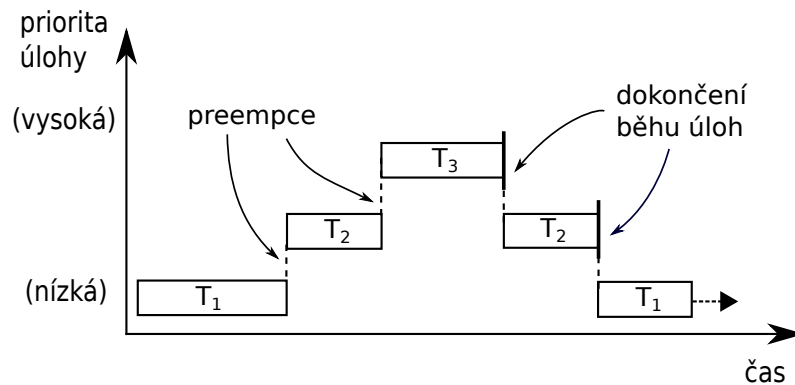 priorita
úlohy
(vysoká)
preempce
dokončení
běhu úloh
T3
T2
T2
(nízká)
T1
T1
čas